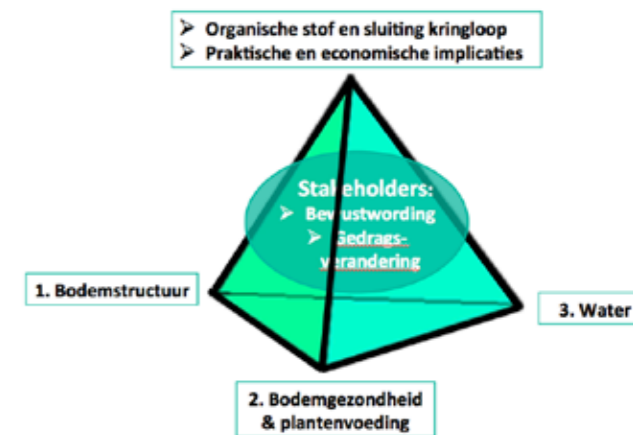 ➢ Organische stof en sluiting kringloop
➢ Praktische en economische implicaties
Stakeholders:
➢ Bewustwording
➢ Gedrags-
verandering
1. Bodemstructuur
3. Water
2. Bodemgezondheid
& plantenvoeding